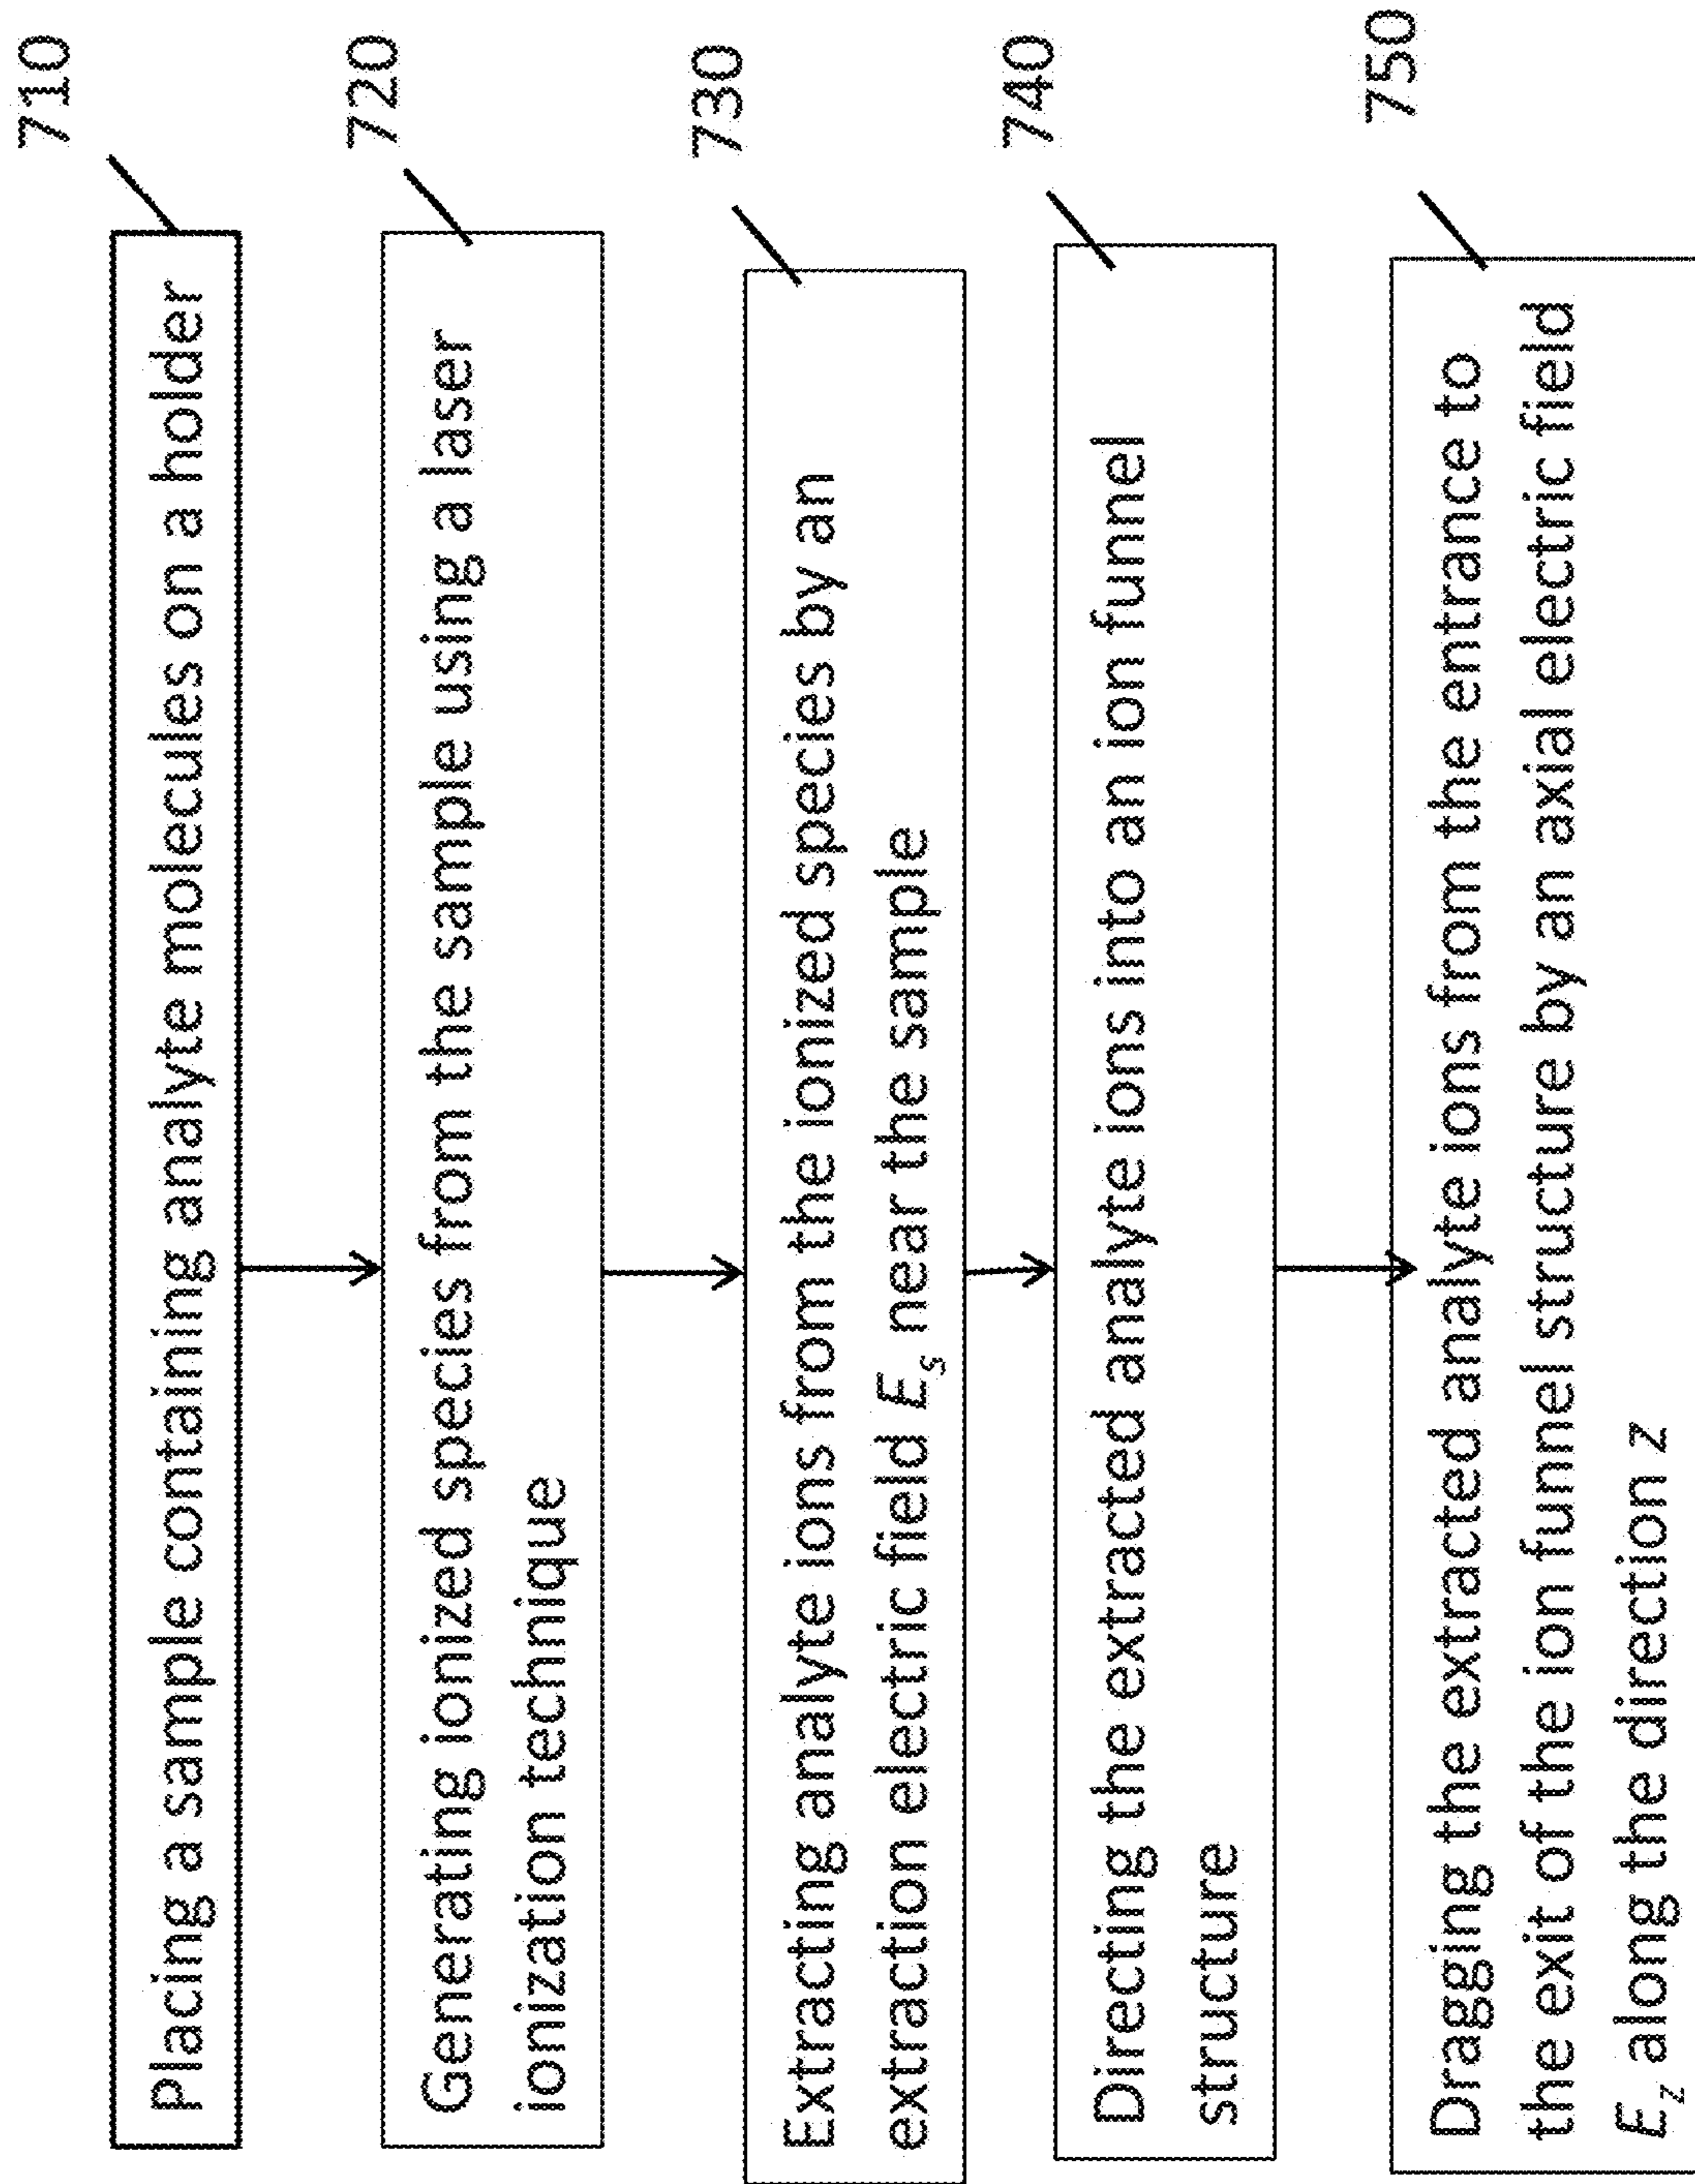 710
Placing a sample containing analyte molecules on a holder
720
Generating ionized species from the sample using a laser
ionization technique
730
Extracting analyte ions from the ionized species by an
extraction electric field Es near the sample
740
Directing the extracted analyte ions into an ion funnel
structure
750
Dragging the extracted analyte ions from the entrance to
the exit of the ion funnel structure by an axial electric field
Ez along the direction z